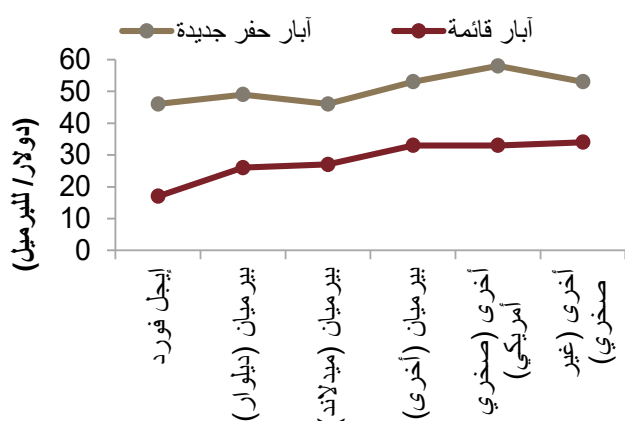 آبار حفر جديدة
آبار قائمة
(دولار/ للبرميل)
60
50
40
30
20
10
0
إيجل فورد
بيرميان (ديلوار)
بيرميان (ميدلاند)
بيرميان (أخرى)
أخرى (صخري
أمريكي)
أخرى (غير
صخري)